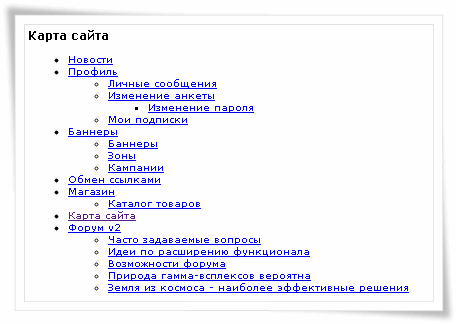 Карта сайта
Новости
Профиль
Личные сообщения
Изменение анкеты
Изменение пароля
Мои подписки
Баннеры
Баннеры
Зоны
Кампании
Обмен ссылками
Магазин
Каталог товаров
Карта сайта
Форум v2
Часто задаваемые вопросы
Идеи по расширению функционала
Возможности форума
Природа гамма-всплексов вероятна
Земля из космоса - наиболее эффективные решения